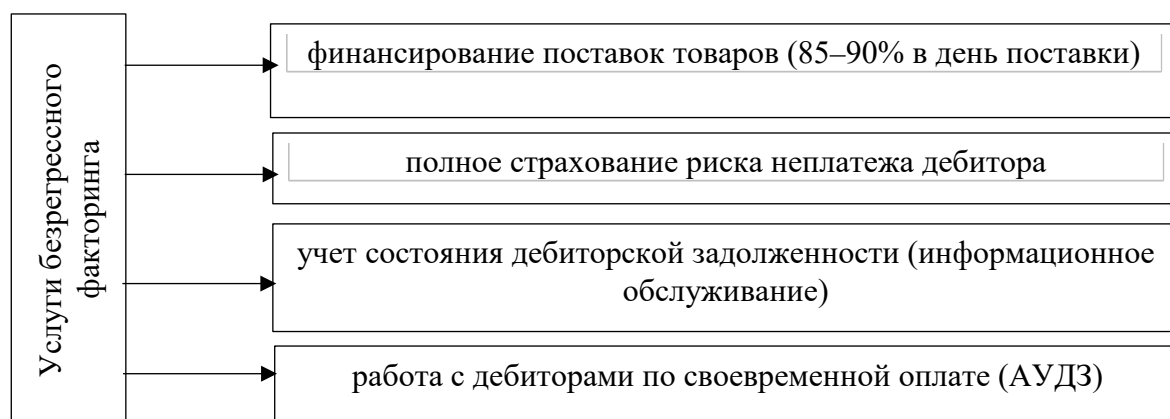 Услуги безрегрессного
факторинга
финансирование поставок товаров (85–90% в день поставки)
полное страхование риска неплатежа дебитора
учет состояния дебиторской задолженности (информационное
обслуживание)
работа с дебиторами по своевременной оплате (АУДЗ)